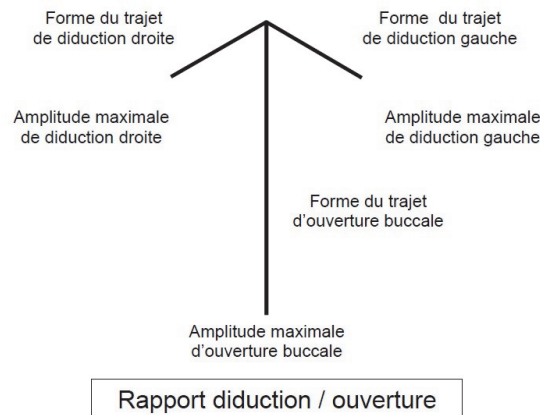 Forme du trajet
de diduction droite
Forme du trajet
de diduction gauche
Amplitude maximale
de diduction droite
Amplitude maximale
de diduction gauche
Forme du trajet
d'ouverture buccale
Amplitude maximale
d'ouverture buccale
Rapport diduction / ouverture